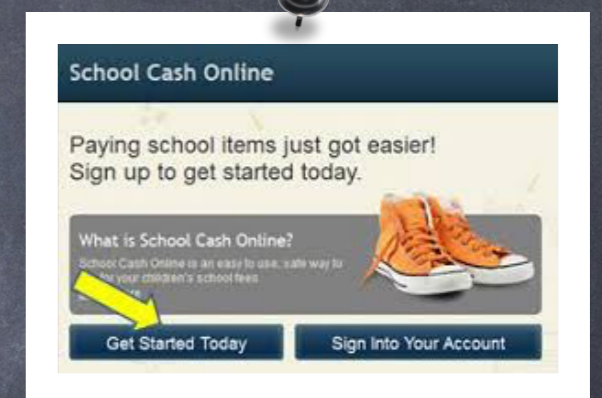 School Cash Online
Paying school items just got easier!
Sign up to get started today.
What is School Cash Online?
School Cash Online is an easy to use, safe way to
for your children's school fees
Get Started Today
Sign Into Your Account